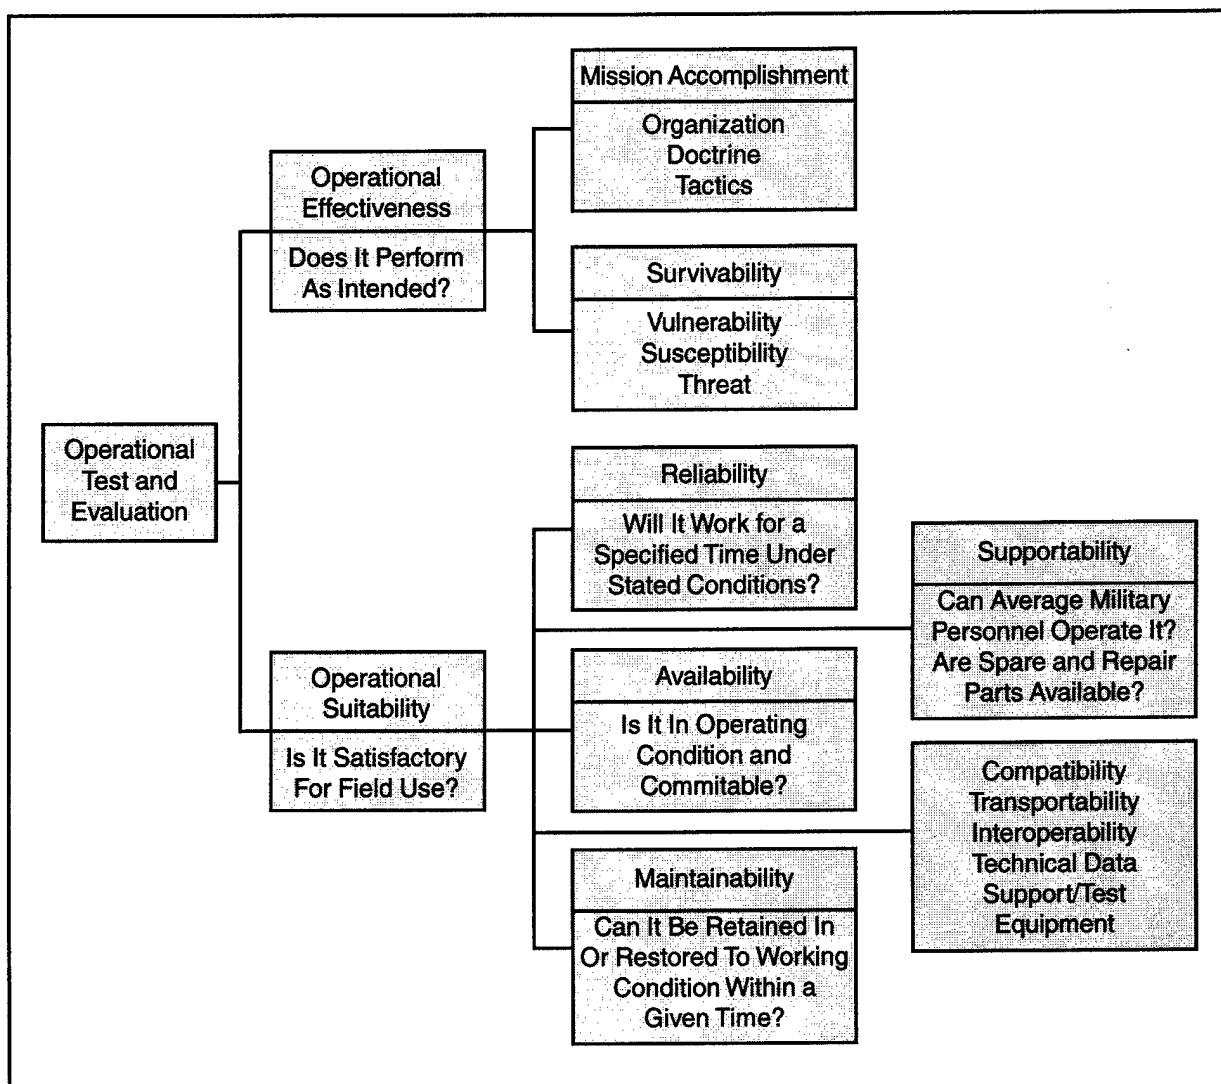 Operational
Test and
Evaluation
Operational
Effectiveness
Does It Perform
As Intended?
Mission Accomplishment
Organization
Doctrine
Tactics
Survivability
Vulnerability
Susceptibility
Threat
Operational
Suitability
Is It Satisfactory
For Field Use?
Reliability
Will It Work for a
Specified Time Under
Stated Conditions?
Availability
Is It In Operating
Condition and
Commitable?
Maintainability
Can It Be Retained In
Or Restored To Working
Condition Within a
Given Time?
Supportability
Can Average Military
Personnel Operate It?
Are Spare and Repair
Parts Available?
Compatibility
Transportability
Interoperability
Technical Data
Support/Test
Equipment